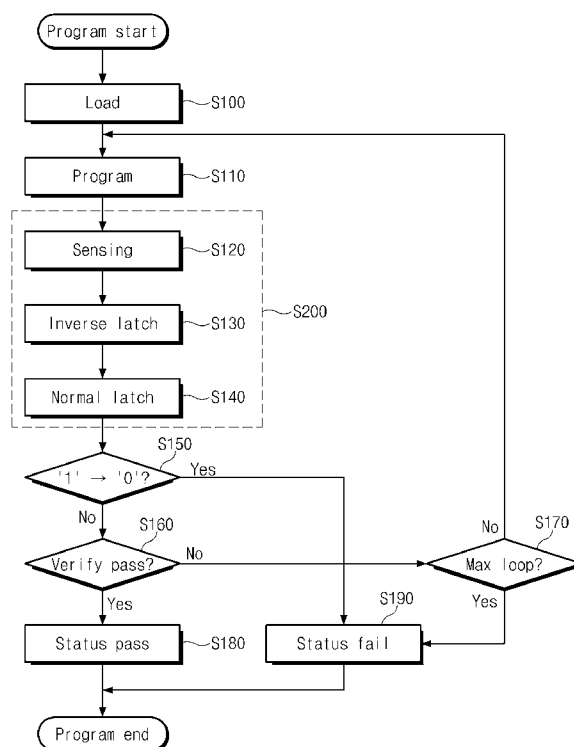 Program start
Load
S100
Program
S110
Sensing
S120
Inverse latch
S130
S200
Normal latch
S140
'1' → '0'?
S150
Yes
No
Verify pass?
S160
No
Yes
Max loop?
S170
No
Yes
Status pass
S180
Status fail
S190
Program end